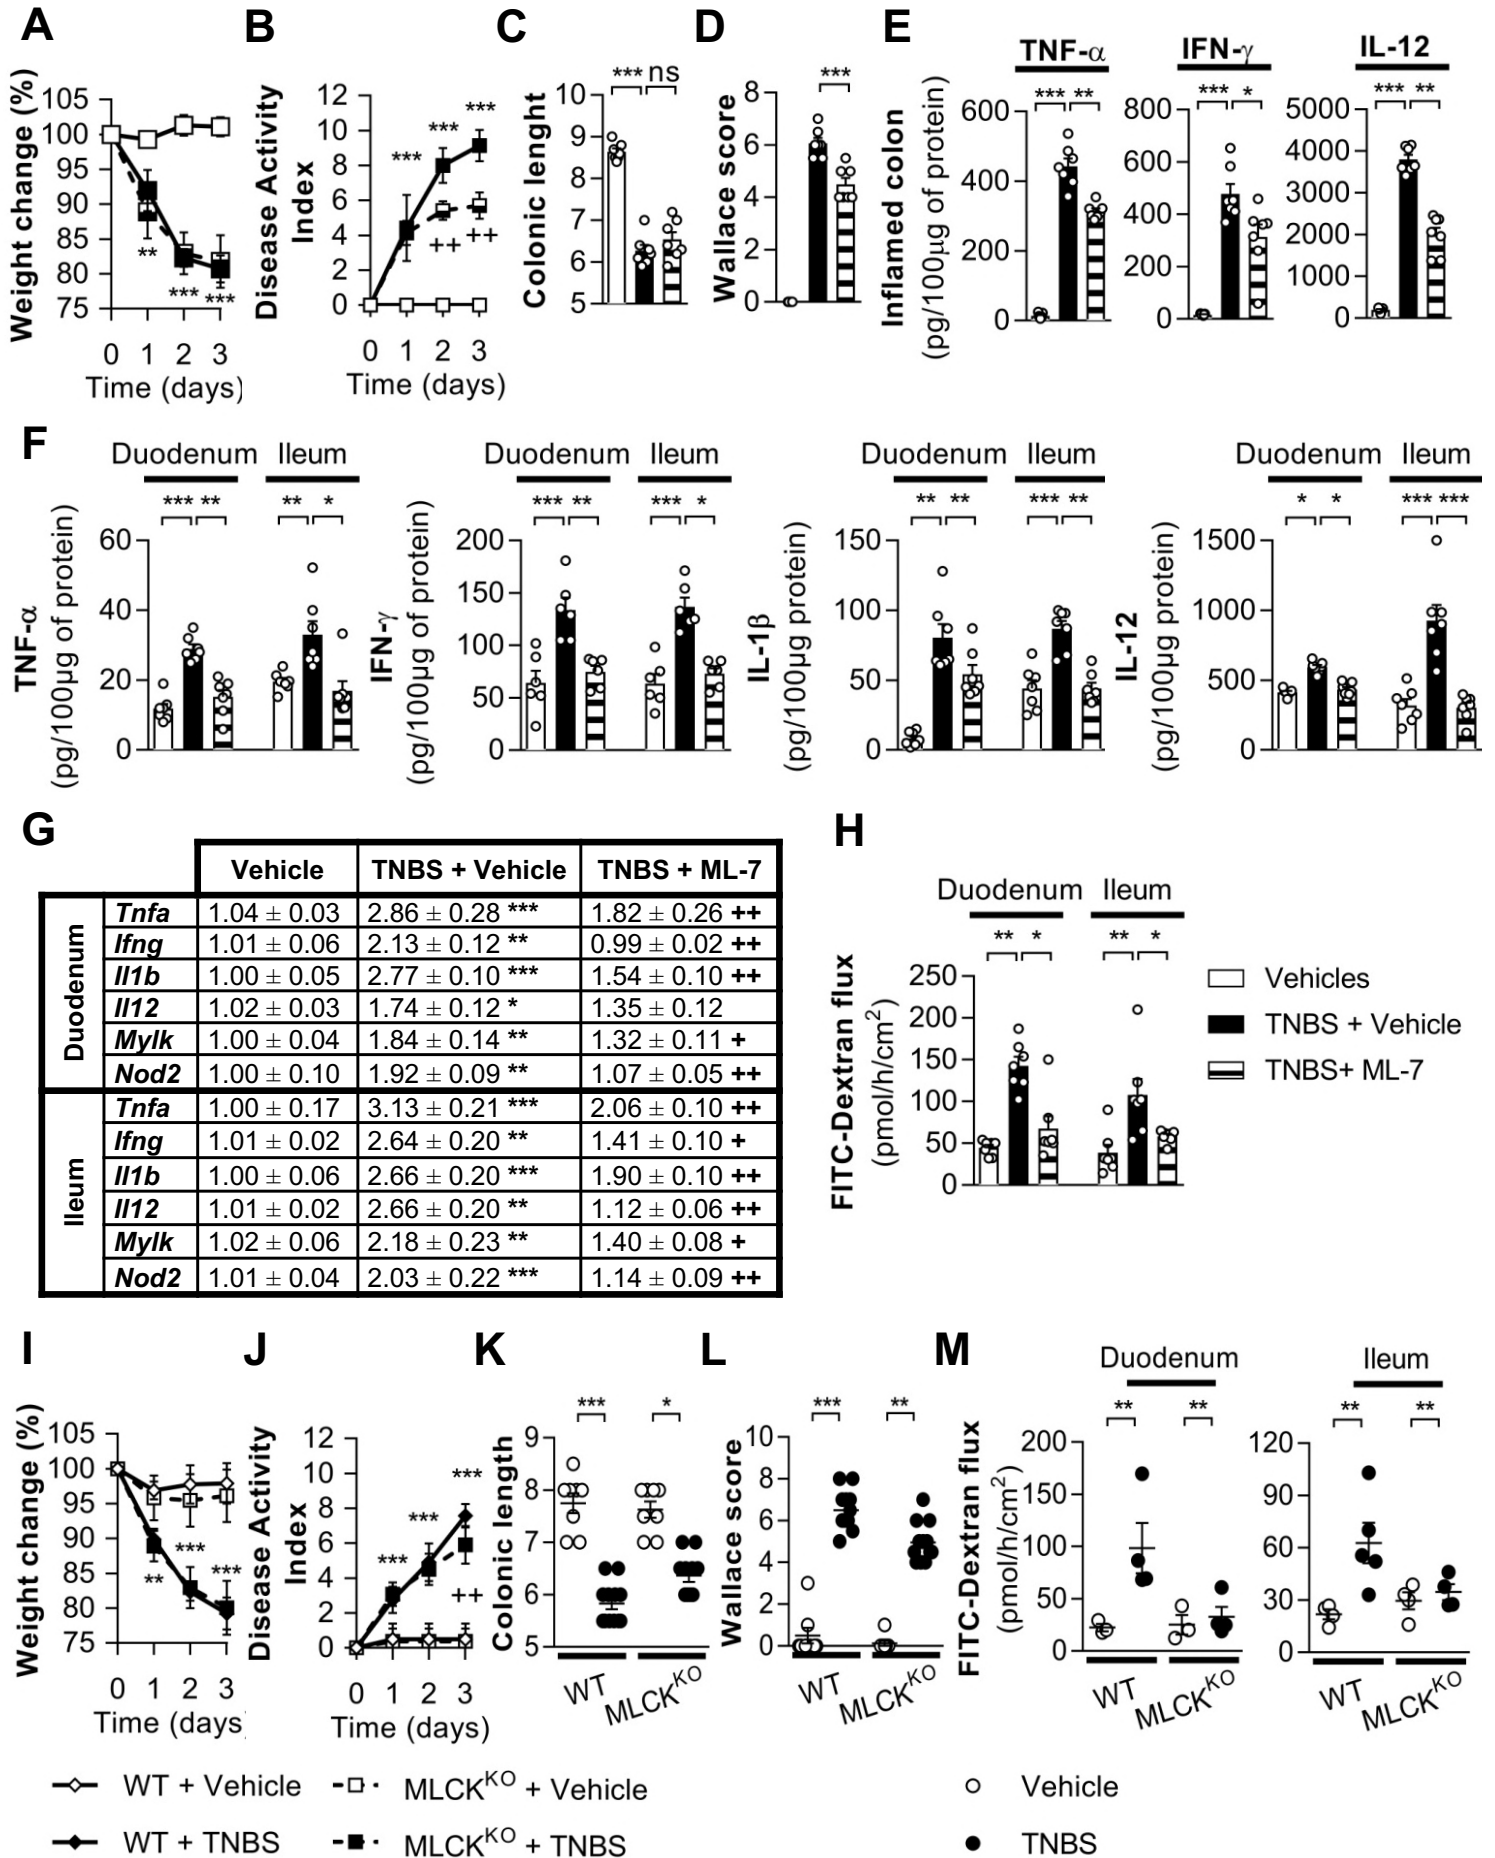 A
B
C
D
E
Weight change (%)
105
100
95
90
85
80
75
**
***
***
0 1 2 3
Time (days)
Disease Activity
Index
12
10
8
6
4
2
0
***
***
***
++
++
0 1 2 3
Time (days)
Colonic lenght
10
9
8
7
6
5
*** ns
Wallace score
8
6
4
2
0
***
Inflamed colon
(pg/100µg of protein)
TNF-α
*** **
600
400
200
0
IFN-γ
*** *
800
600
400
200
0
IL-12
*** **
5000
4000
3000
2000
1000
0
F
Duodenum Ileum
*** ** ** *
TNF-α
(pg/100µg of protein)
60
40
20
0
Duodenum Ileum
*** ** *** *
IFN-γ
(pg/100µg of protein)
200
150
100
50
0
Duodenum Ileum
** ** *** **
IL-1β
(pg/100µg protein)
150
100
50
0
Duodenum Ileum
* * *** ***
IL-12
(pg/100µg protein)
1500
1000
500
0
G
Vehicle TNBS + Vehicle TNBS + ML-7
Duodenum
Tnfa 1.04 ± 0.03 2.86 ± 0.28 *** 1.82 ± 0.26 ++
Ifng 1.01 ± 0.06 2.13 ± 0.12 ** 0.99 ± 0.02 ++
Il1b 1.00 ± 0.05 2.77 ± 0.10 *** 1.54 ± 0.10 ++
Il12 1.02 ± 0.03 1.74 ± 0.12 * 1.35 ± 0.12
Mylk 1.00 ± 0.04 1.84 ± 0.14 ** 1.32 ± 0.11 +
Nod2 1.00 ± 0.10 1.92 ± 0.09 ** 1.07 ± 0.05 ++
Ileum
Tnfa 1.00 ± 0.17 3.13 ± 0.21 *** 2.06 ± 0.10 ++
Ifng 1.01 ± 0.02 2.64 ± 0.20 ** 1.41 ± 0.10 +
Il1b 1.00 ± 0.06 2.66 ± 0.20 *** 1.90 ± 0.10 ++
Il12 1.01 ± 0.02 2.66 ± 0.20 ** 1.12 ± 0.06 ++
Mylk 1.02 ± 0.06 2.18 ± 0.23 ** 1.40 ± 0.08 +
Nod2 1.01 ± 0.04 2.03 ± 0.22 *** 1.14 ± 0.09 ++
H
Duodenum Ileum
** * ** *
FITC-Dextran flux
(pmol/h/cm²)
250
200
150
100
50
0
Vehicles
TNBS + Vehicle
TNBS+ ML-7
I
J
K
L
M
Weight change (%)
105
100
95
90
85
80
75
**
***
***
0 1 2 3
Time (days)
Disease Activity
Index
12
10
8
6
4
2
0
***
***
***
++
0 1 2 3
Time (days)
Colonic length
9
8
7
6
5
*** *
WT
MLCKᴷᴼ
Wallace score
10
8
6
4
2
0
*** **
WT
MLCKᴷᴼ
FITC-Dextran flux
(pmol/h/cm²)
Duodenum
** **
200
150
100
50
0
WT
MLCKᴷᴼ
Ileum
** **
120
90
60
30
0
WT
MLCKᴷᴼ
WT + Vehicle
MLCKᴷᴼ + Vehicle
Vehicle
WT + TNBS
MLCKᴷᴼ + TNBS
TNBS